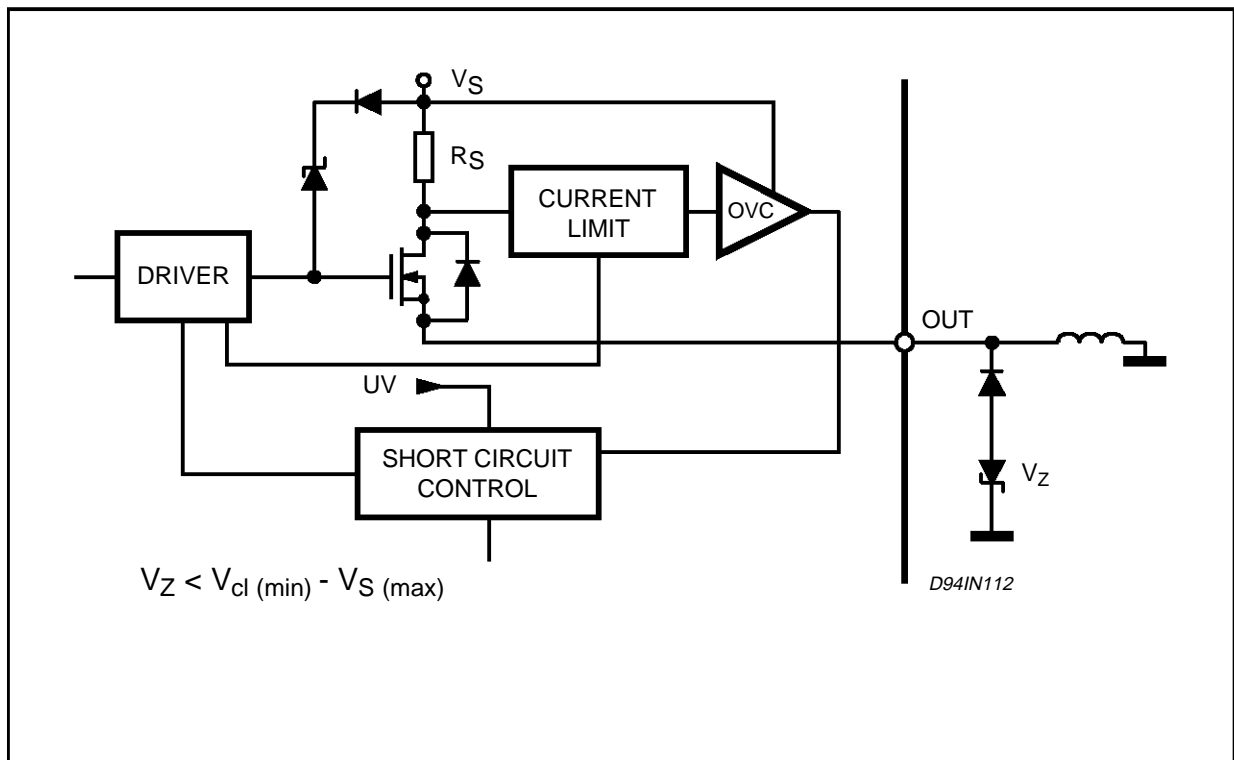 VS
RS
CURRENT
LIMIT
OVC
DRIVER
OUT
UV
SHORT CIRCUIT
CONTROL
VZ
VZ < Vcl (min) - VS (max)
D94IN112